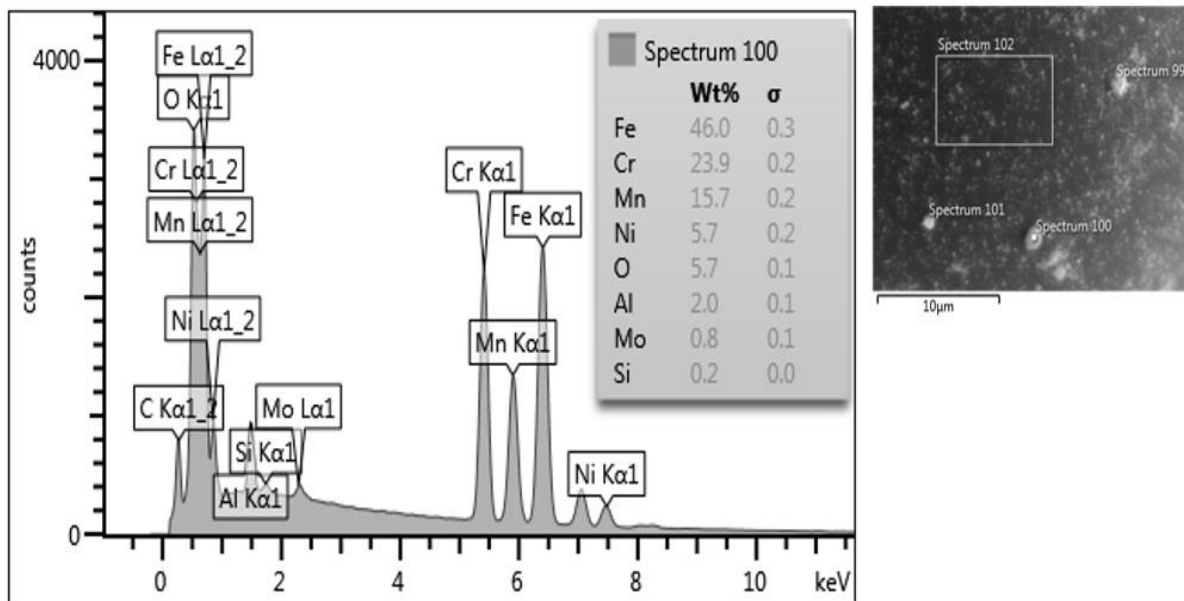 4000
0
counts
0 2 4 6 8 10 keV
Fe Lα1_2
O Kα1
Cr Lα1_2
Mn Lα1_2
Ni Lα1_2
C Kα1_2
Si Kα1
Al Kα1
Mo Lα1
Cr Kα1
Fe Kα1
Mn Kα1
Ni Kα1
Spectrum 100
Wt% σ
Fe 46.0 0.3
Cr 23.9 0.2
Mn 15.7 0.2
Ni 5.7 0.2
O 5.7 0.1
Al 2.0 0.1
Mo 0.8 0.1
Si 0.2 0.0
Spectrum 102
Spectrum 99
Spectrum 101
Spectrum 100
10µm